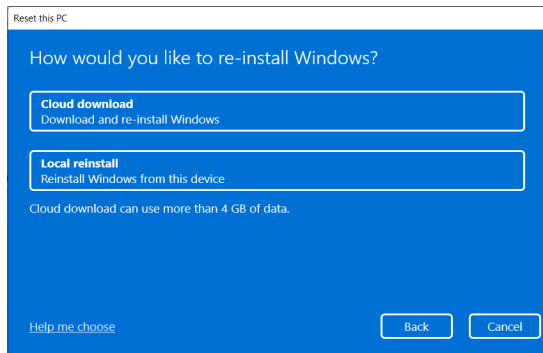 Reset this PC
How would you like to re-install Windows?
Cloud download
Download and re-install Windows
Local reinstall
Reinstall Windows from this device
Cloud download can use more than 4 GB of data.
Help me choose
Back
Cancel